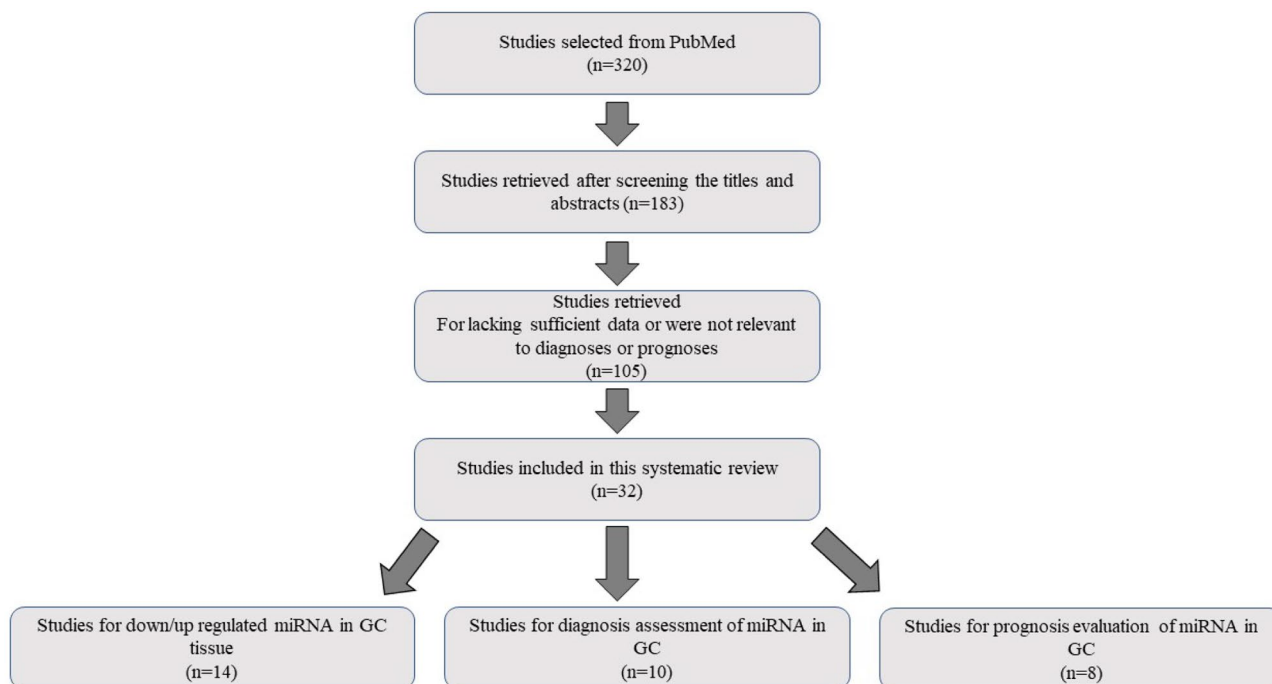 Studies selected from PubMed
(n=320)
Studies retrieved after screening the titles and
abstracts (n=183)
Studies retrieved
For lacking sufficient data or were not relevant
to diagnoses or prognoses
(n=105)
Studies included in this systematic review
(n=32)
Studies for down/up regulated miRNA in GC
tissue
(n=14)
Studies for diagnosis assessment of miRNA in
GC
(n=10)
Studies for prognosis evaluation of miRNA in
GC
(n=8)